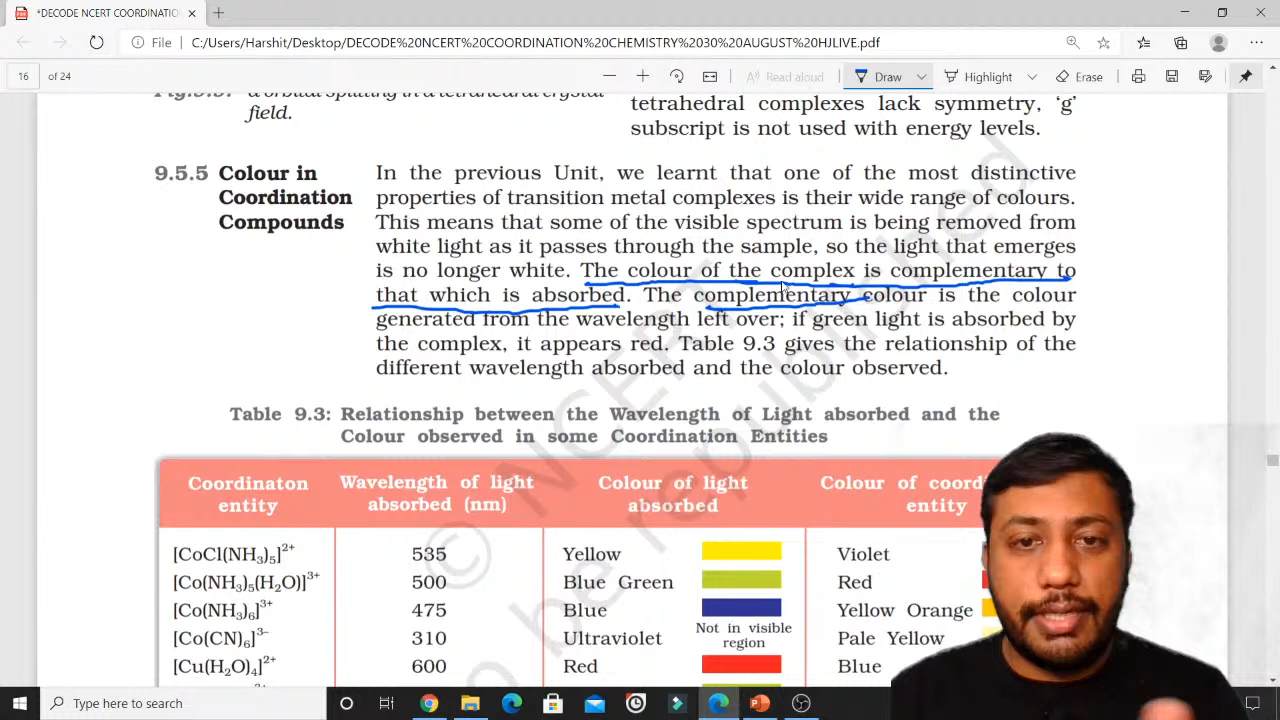 *DECODE NCERT COORDINATION
File
C:/Users/Harshit/Desktop/DECODE%20NCERT%20COORDINATION%20CHEMISTRY%2030%20AUGUST%20HJLIVE.pdf
16 of 24
Read aloud
Draw
Highlight
Erase
d orbital splitting in a tetrahedral crystal
field.
tetrahedral complexes lack symmetry, ‘g’
subscript is not used with energy levels.
9.5.5 Colour in
Coordination
Compounds
In the previous Unit, we learnt that one of the most distinctive
properties of transition metal complexes is their wide range of colours.
This means that some of the visible spectrum is being removed from
white light as it passes through the sample, so the light that emerges
is no longer white. The colour of the complex is complementary to
that which is absorbed. The complementary colour is the colour
generated from the wavelength left over; if green light is absorbed by
the complex, it appears red. Table 9.3 gives the relationship of the
different wavelength absorbed and the colour observed.
Table 9.3: Relationship between the Wavelength of Light absorbed and the
Colour observed in some Coordination Entities
Coordinaton entity
Wavelength of light absorbed (nm)
Colour of light absorbed
Colour of coordi
entity
[CoCl(NH₃)₅]²⁺ 535 Yellow Violet
[Co(NH₃)₅(H₂O)]³⁺ 500 Blue Green Red
[Co(NH₃)₆]³⁺ 475 Blue Yellow Orange
[Co(CN)₆]³⁻ 310 Ultraviolet Not in visible region Pale Yellow
[Cu(H₂O)₄]²⁺ 600 Red Blue
© NCERT
be republished
Type here to search